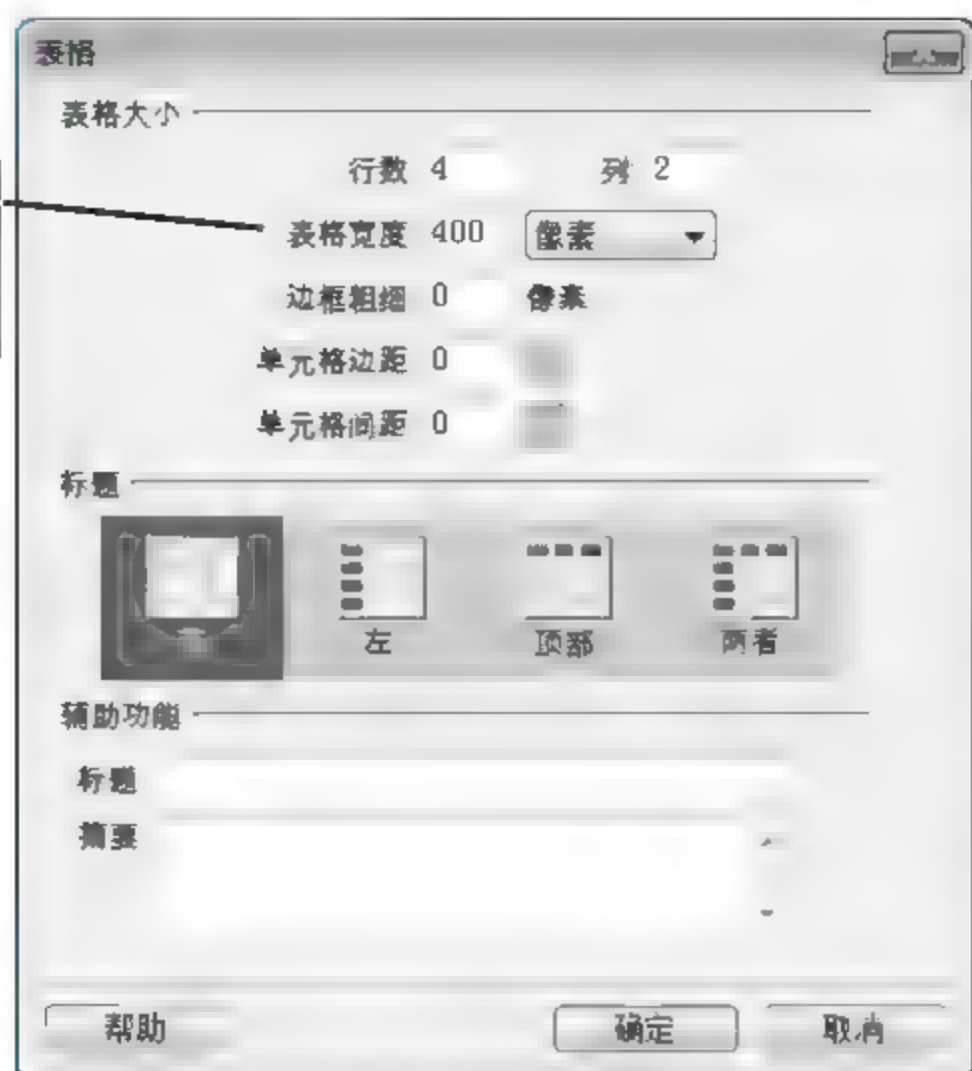 表格
表格大小
行数 4 列 2
表格宽度 400 像素
边框粗细 0 像素
单元格边距 0
单元格间距 0
标题
左 顶部 两者
辅助功能
标题
摘要
帮助 确定 取消